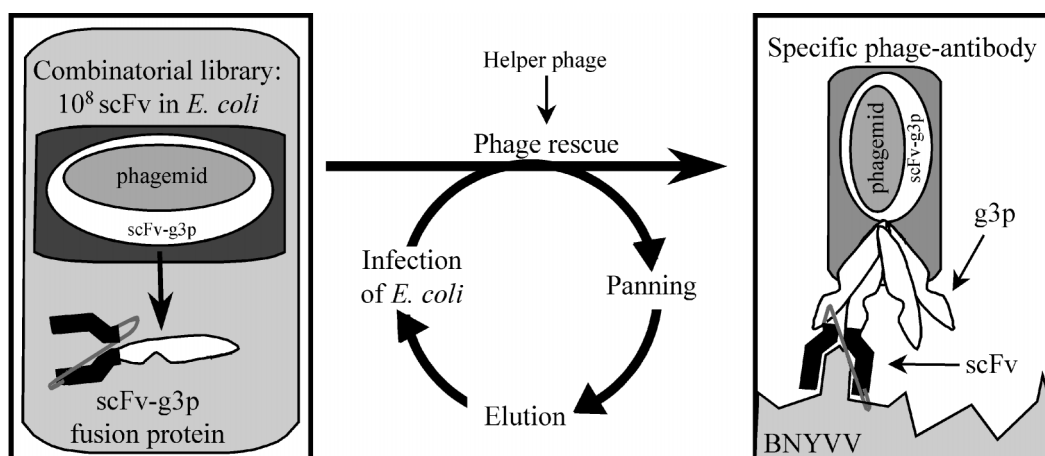 Combinatorial library:
10⁸ scFv in E. coli
phagemid
scFv-g3p
scFv-g3p
fusion protein
Helper phage
Phage rescue
Infection
of E. coli
Panning
Elution
Specific phage-antibody
phagemid
scFv-g3p
g3p
scFv
BNYVV